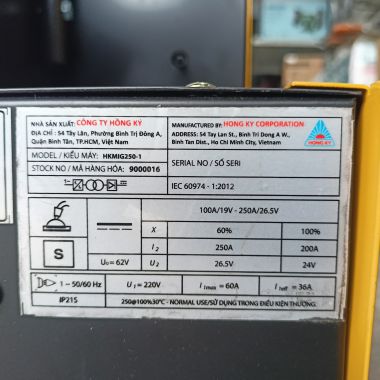 NHÀ SẢN XUẤT: CÔNG TY HỒNG KÝ
ĐỊA CHỈ : 54 Tây Lân, Phường Bình Trị Đông A,
Quận Bình Tân, TP.HCM, Việt Nam
MANUFACTURED BY: HONG KY CORPORATION
ADDRESS: 54 Tay Lan St., Binh Tri Dong A W.,
Binh Tan Dist., Ho Chi Minh City, Vietnam
HONG KY
MODEL / KIỂU MÁY: HKMIG250-1
STOCK NO / MÃ HÀNG HÓA: 9000016
SERIAL NO / SỐ SERI
IEC 60974 - 1:2012
100A/19V - 250A/26.5V
X 60% 100%
I2 250A 200A
S
U0= 62V U2 26.5V 24V
1 ~ 50/60 Hz U1 = 220V I1max = 60A I1eff = 36A
IP21S 250@100%30°C - NORMAL USE/SỬ DỤNG TRONG ĐIỀU KIỆN THƯỜNG